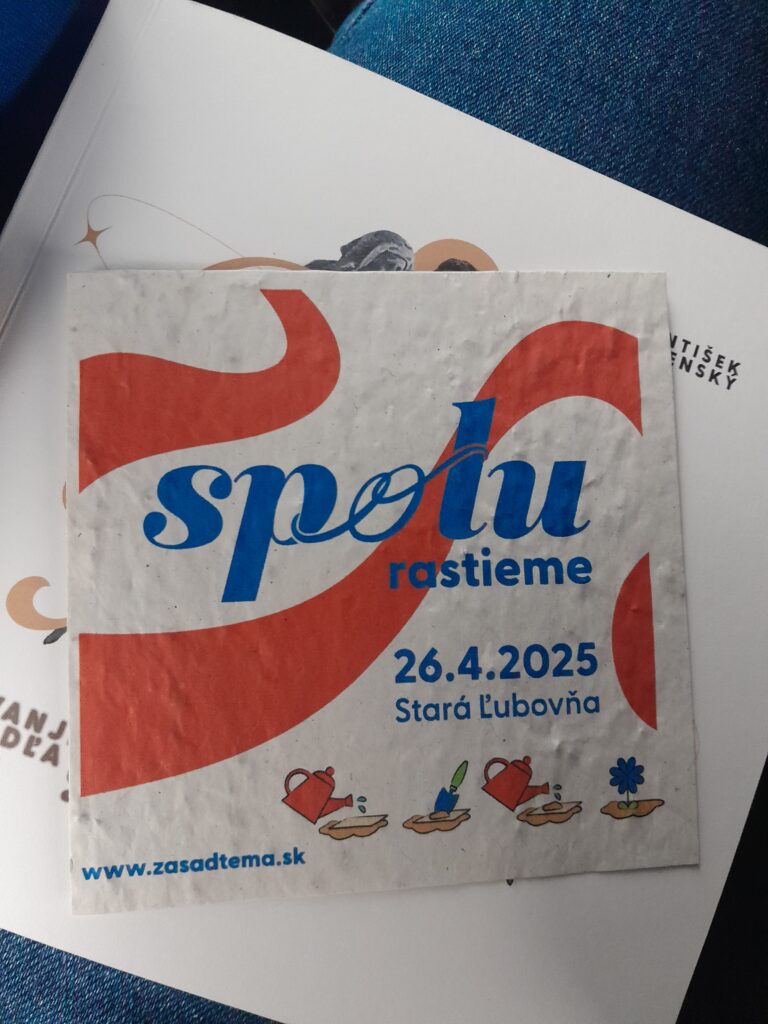 spolu
rastieme
26.4.2025
Stará Ľubovňa
www.zasadtema.sk